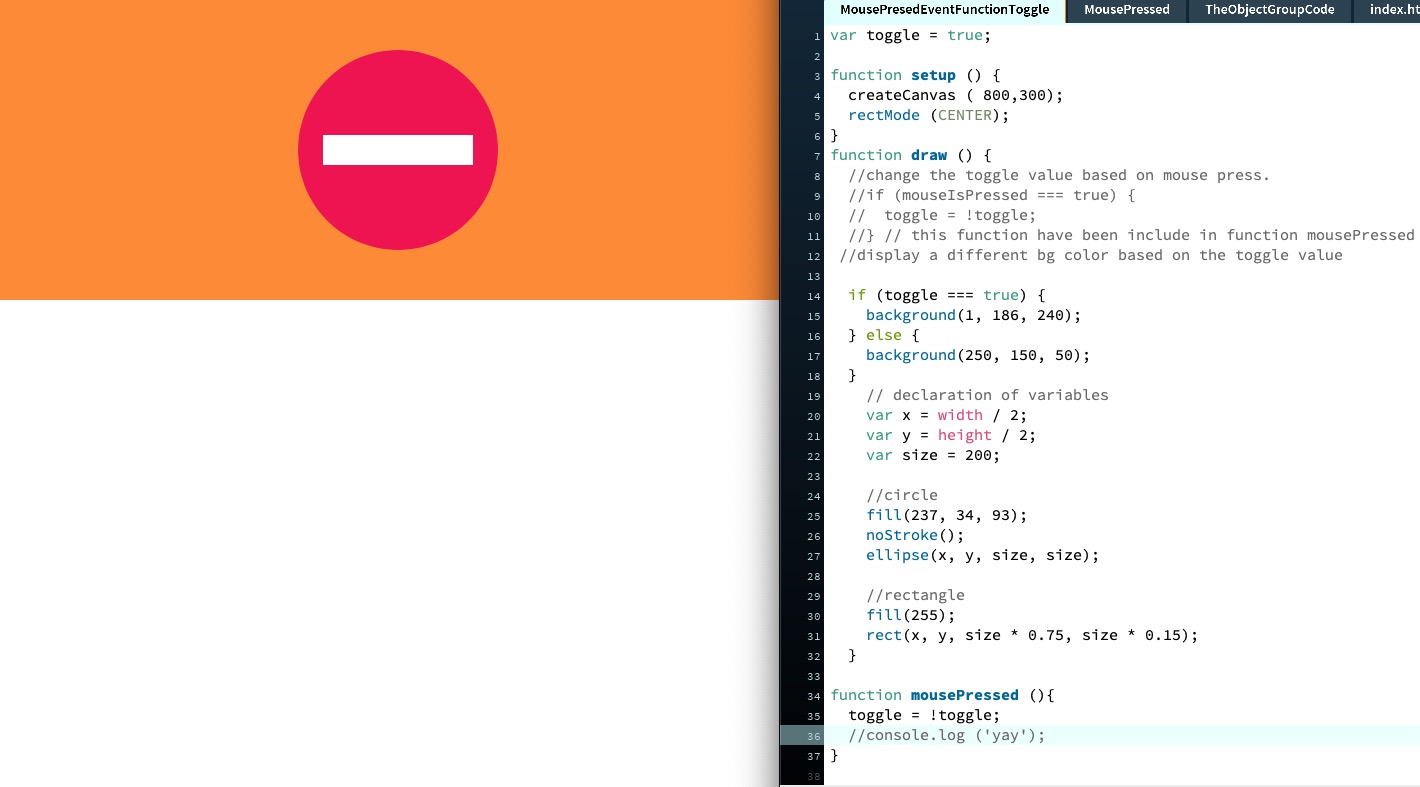 MousePresedEventFunctionToggle MousePressed TheObjectGroupCode index.ht
1 var toggle = true;
2
3 function setup () {
4   createCanvas ( 800,300);
5   rectMode (CENTER);
6 }
7 function draw () {
8   //change the toggle value based on mouse press.
9   //if (mouseIsPressed === true) {
10   //  toggle = !toggle;
11   //} // this function have been include in function mousePressed
12  //display a different bg color based on the toggle value
13
14   if (toggle === true) {
15     background(1, 186, 240);
16   } else {
17     background(250, 150, 50);
18   }
19     // declaration of variables
20     var x = width / 2;
21     var y = height / 2;
22     var size = 200;
23
24     //circle
25     fill(237, 34, 93);
26     noStroke();
27     ellipse(x, y, size, size);
28
29     //rectangle
30     fill(255);
31     rect(x, y, size * 0.75, size * 0.15);
32   }
33
34 function mousePressed (){
35   toggle = !toggle;
36   //console.log ('yay');
37 }
38